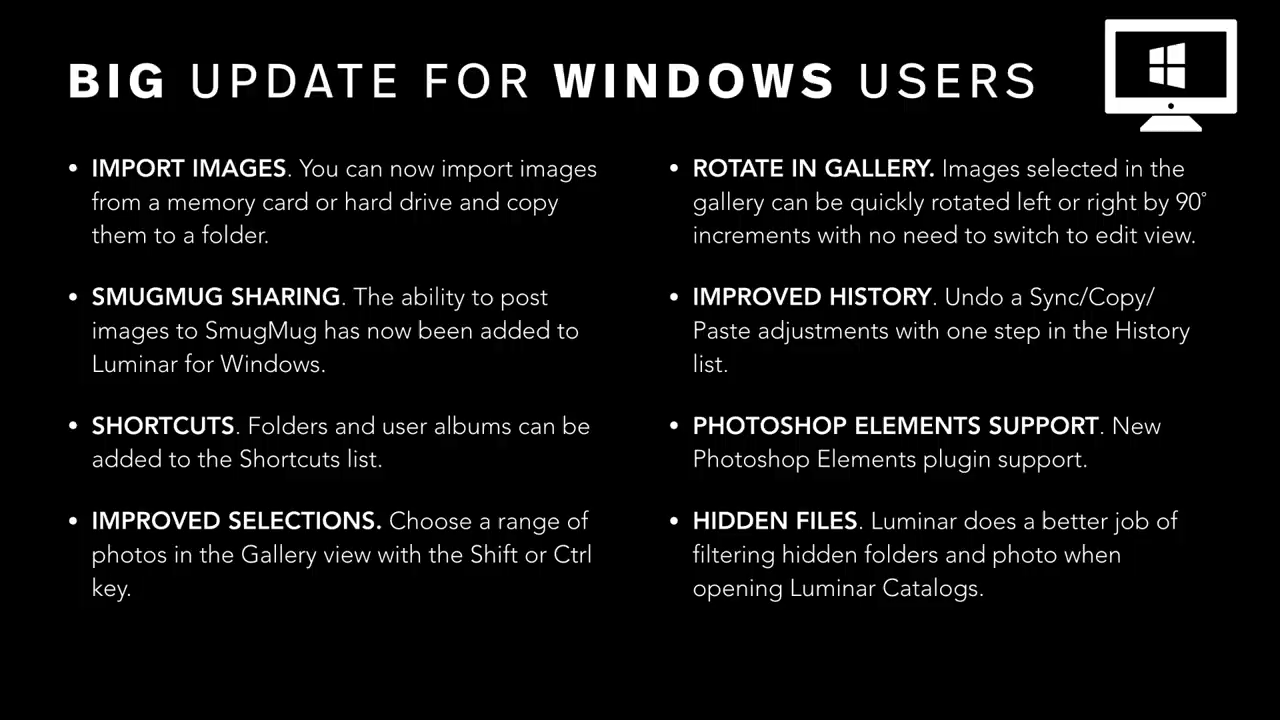 BIG UPDATE FOR WINDOWS USERS
• IMPORT IMAGES. You can now import images
from a memory card or hard drive and copy
them to a folder.
• SMUGMUG SHARING. The ability to post
images to SmugMug has now been added to
Luminar for Windows.
• SHORTCUTS. Folders and user albums can be
added to the Shortcuts list.
• IMPROVED SELECTIONS. Choose a range of
photos in the Gallery view with the Shift or Ctrl
key.
• ROTATE IN GALLERY. Images selected in the
gallery can be quickly rotated left or right by 90˚
increments with no need to switch to edit view.
• IMPROVED HISTORY. Undo a Sync/Copy/
Paste adjustments with one step in the History
list.
• PHOTOSHOP ELEMENTS SUPPORT. New
Photoshop Elements plugin support.
• HIDDEN FILES. Luminar does a better job of
filtering hidden folders and photo when
opening Luminar Catalogs.